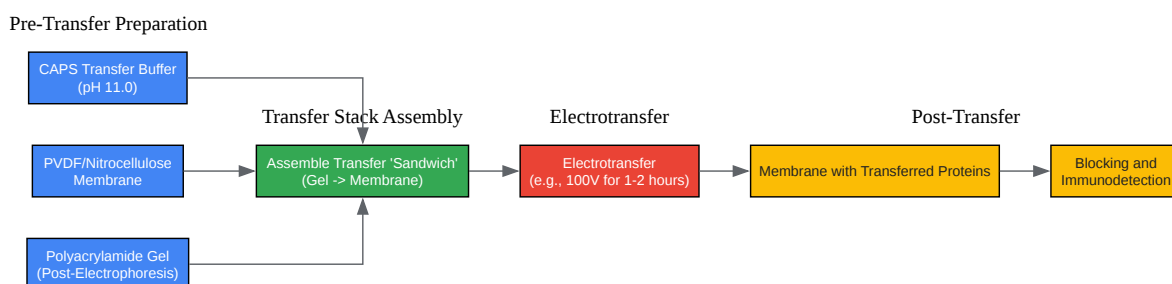 Pre-Transfer Preparation
CAPS Transfer Buffer
(pH 11.0)
Transfer Stack Assembly
Electrotransfer
Post-Transfer
PVDF/Nitrocellulose
Membrane
Assemble Transfer 'Sandwich'
(Gel -> Membrane)
Electrotransfer
(e.g., 100V for 1-2 hours)
Membrane with Transferred Proteins
Blocking and
Immunodetection
Polyacrylamide Gel
(Post-Electrophoresis)